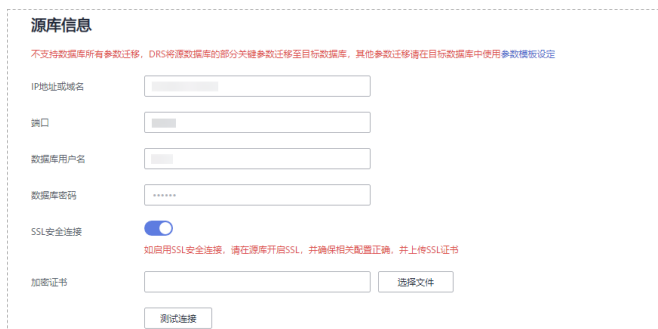 源库信息
不支持数据库所有参数迁移，DRS将源数据库的部分关键参数迁移至目标数据库，其他参数迁移请在目标数据库中使用参数模板设定
IP地址或域名
端口
数据库用户名
数据库密码
••••••
SSL安全连接
如启用SSL安全连接，请在源库开启SSL，并确保相关配置正确，并上传SSL证书
加密证书
选择文件
测试连接